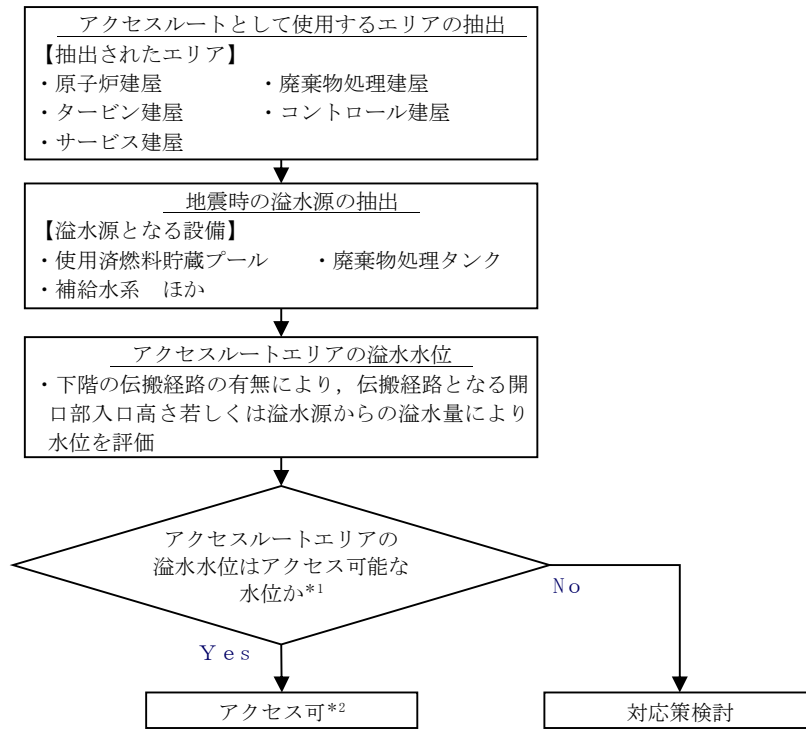 アクセスルートとして使用するエリアの抽出
【抽出されたエリア】
・原子炉建屋 ・廃棄物処理建屋
・タービン建屋 ・コントロール建屋
・サービス建屋
地震時の溢水源の抽出
【溢水源となる設備】
・使用済燃料貯蔵プール ・廃棄物処理タンク
・補給水系 ほか
アクセスルートエリアの溢水水位
・下階の伝搬経路の有無により，伝搬経路となる開
口部入口高さ若しくは溢水源からの溢水量により
水位を評価
アクセスルートエリアの
溢水水位はアクセス可能な
水位か*1
No
Yes
アクセス可*2
対応策検討